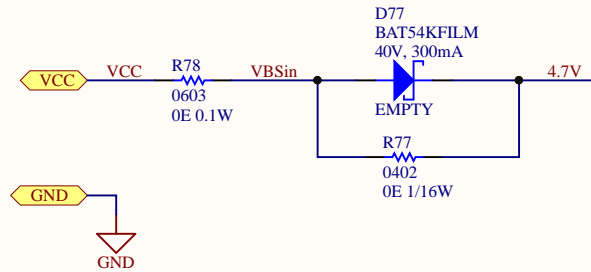 D77
BAT54KFILM
40V, 300mA
VCC
VCC
R78
VBSin
4.7V
0603
0E 0.1W
EMPTY
R77
0402
0E 1/16W
GND
GND